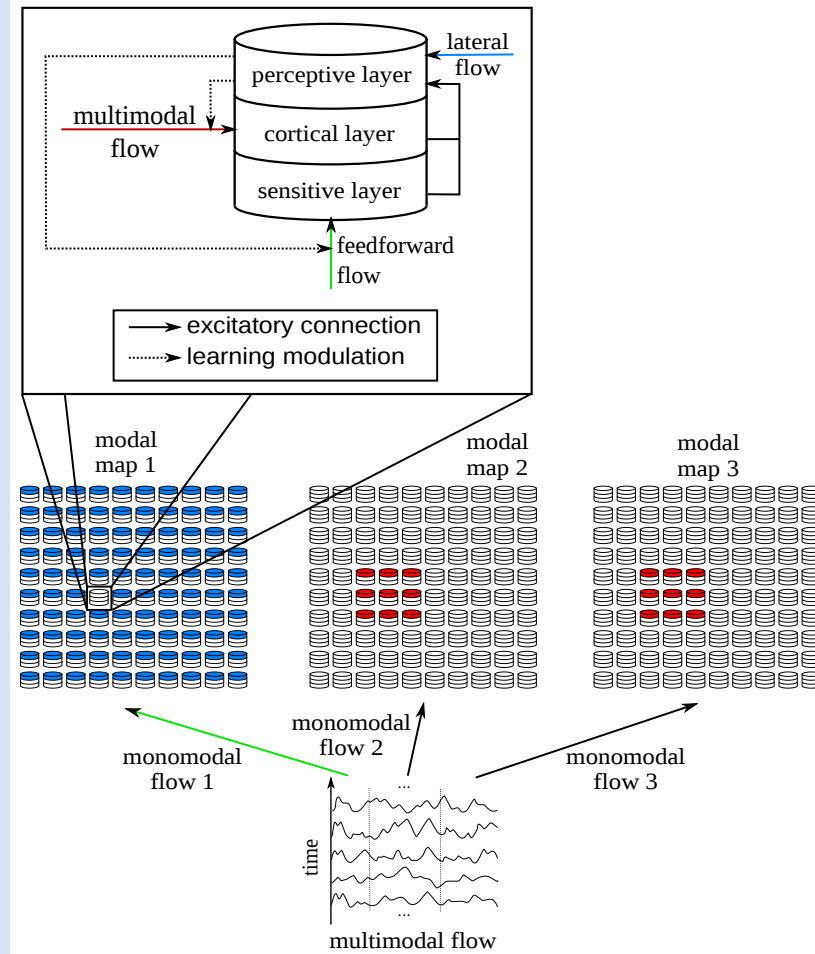 lateral
flow
perceptive layer
multimodal
flow
cortical layer
sensitive layer
feedforward
flow
excitatory connection
learning modulation
modal
map 1
modal
map 2
modal
map 3
monomodal
flow 1
monomodal
flow 2
monomodal
flow 3
...
time
...
multimodal flow